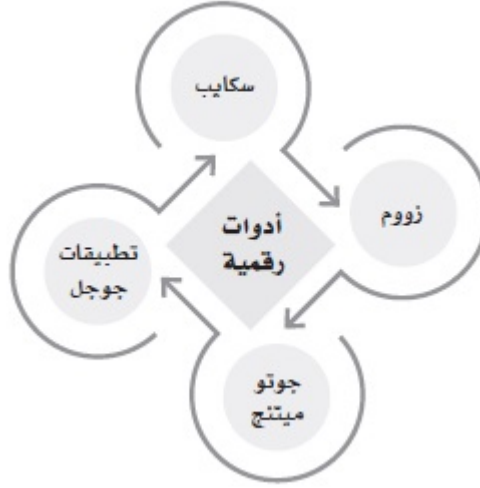 سكايب
زووم
أدوات
رقمية
تطبيقات
جوجل
جوتو
ميتنج